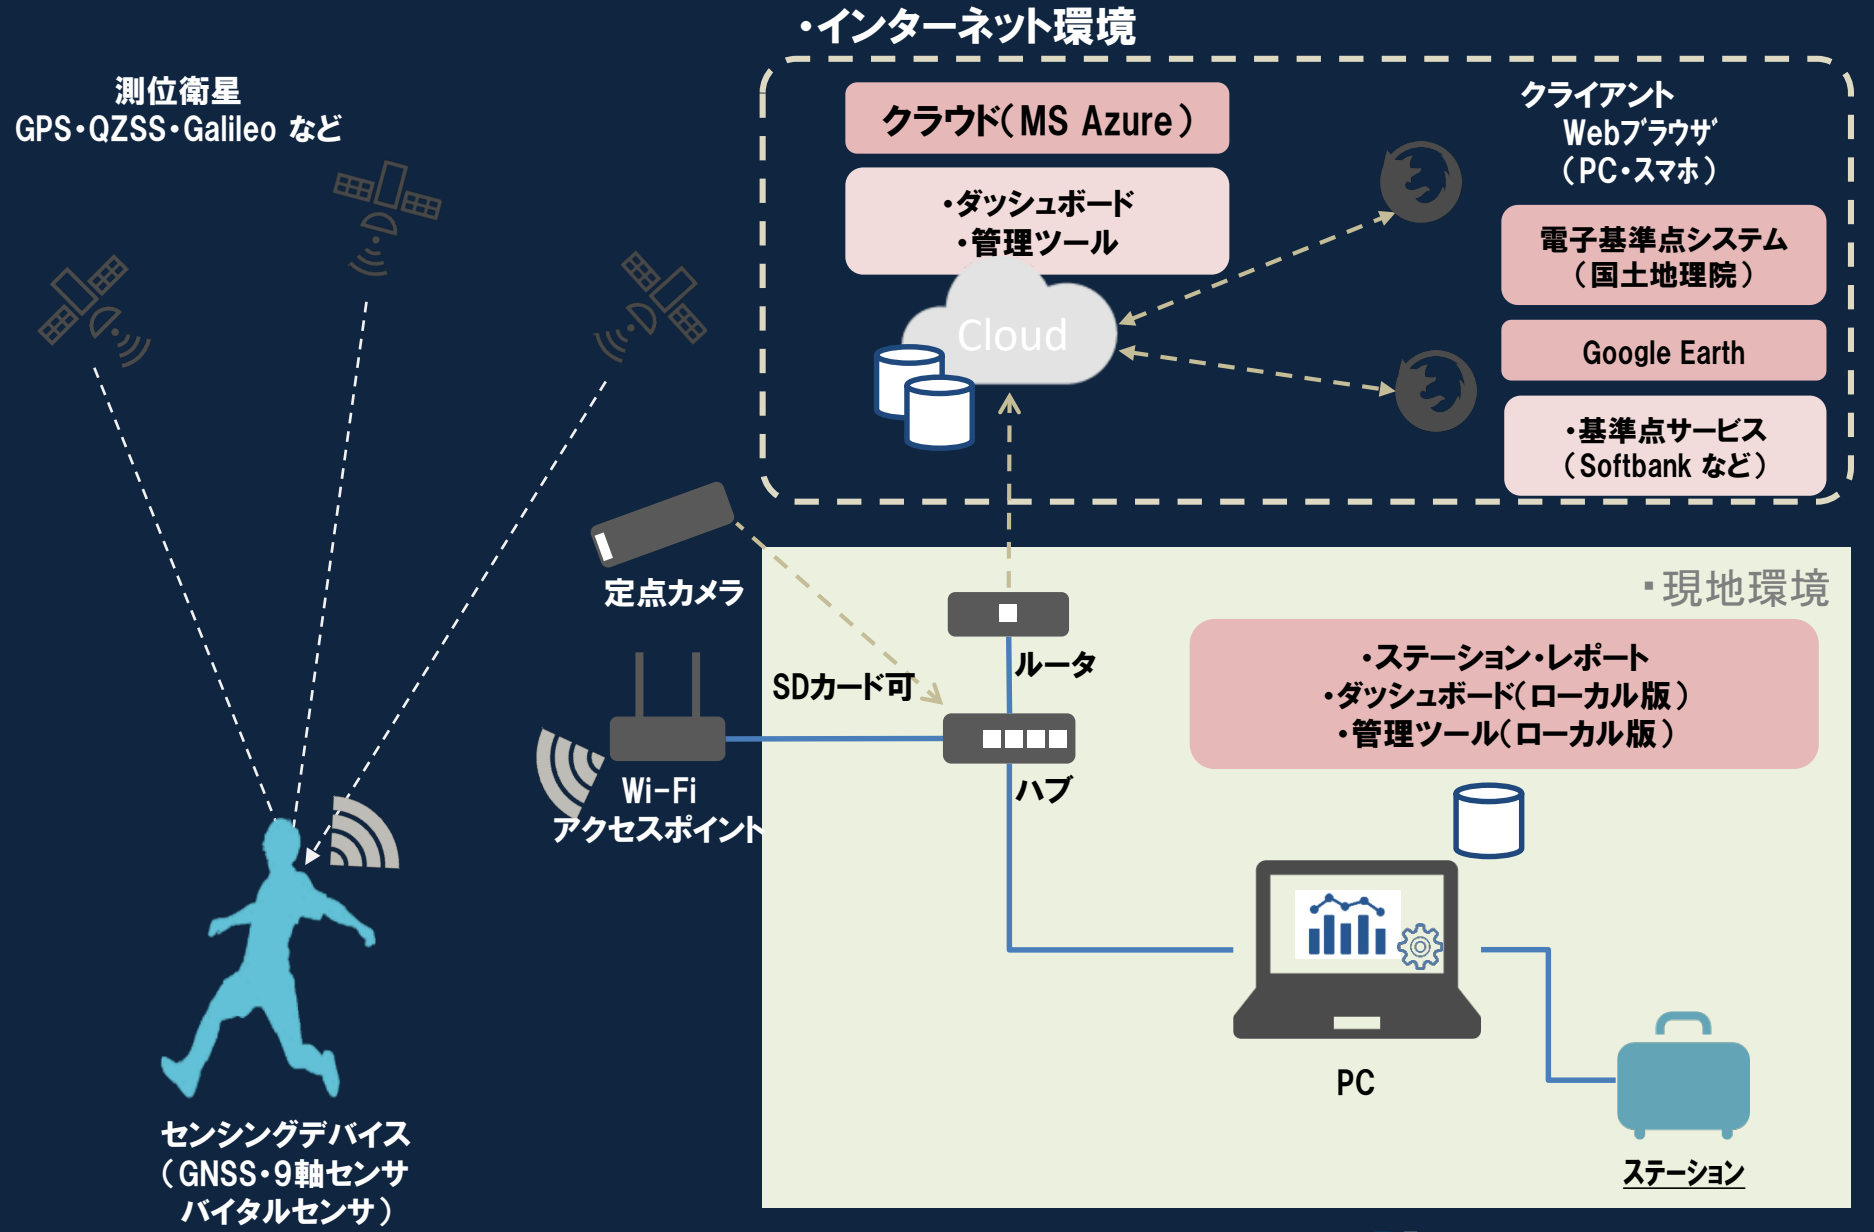 ・インターネット環境
測位衛星
GPS・QZSS・Galileo など
クラウド(MS Azure)
・ダッシュボード
・管理ツール
Cloud
クライアント
Webブラウザ
(PC・スマホ)
電子基準点システム
(国土地理院)
Google Earth
・基準点サービス
(Softbank など)
定点カメラ
SDカード可
ルータ
ハブ
Wi-Fi
アクセスポイント
・現地環境
・ステーション・レポート
・ダッシュボード(ローカル版)
・管理ツール(ローカル版)
PC
ステーション
センシングデバイス
(GNSS・9軸センサ
バイタルセンサ)